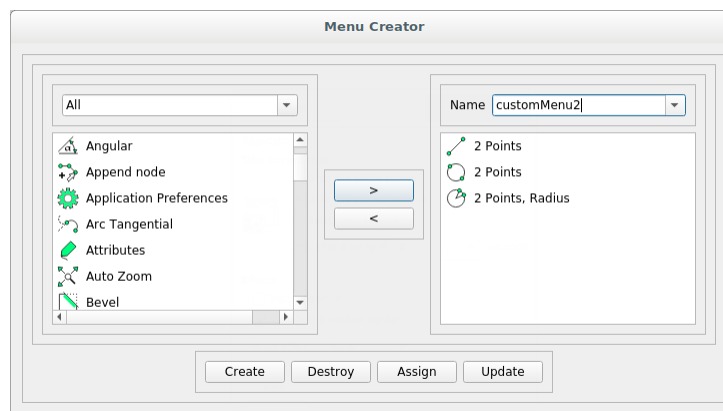 Menu Creator
All
Name customMenu2
Angular
Append node
Application Preferences
Arc Tangential
Attributes
Auto Zoom
Bevel
>
<
2 Points
2 Points
2 Points, Radius
Create Destroy Assign Update